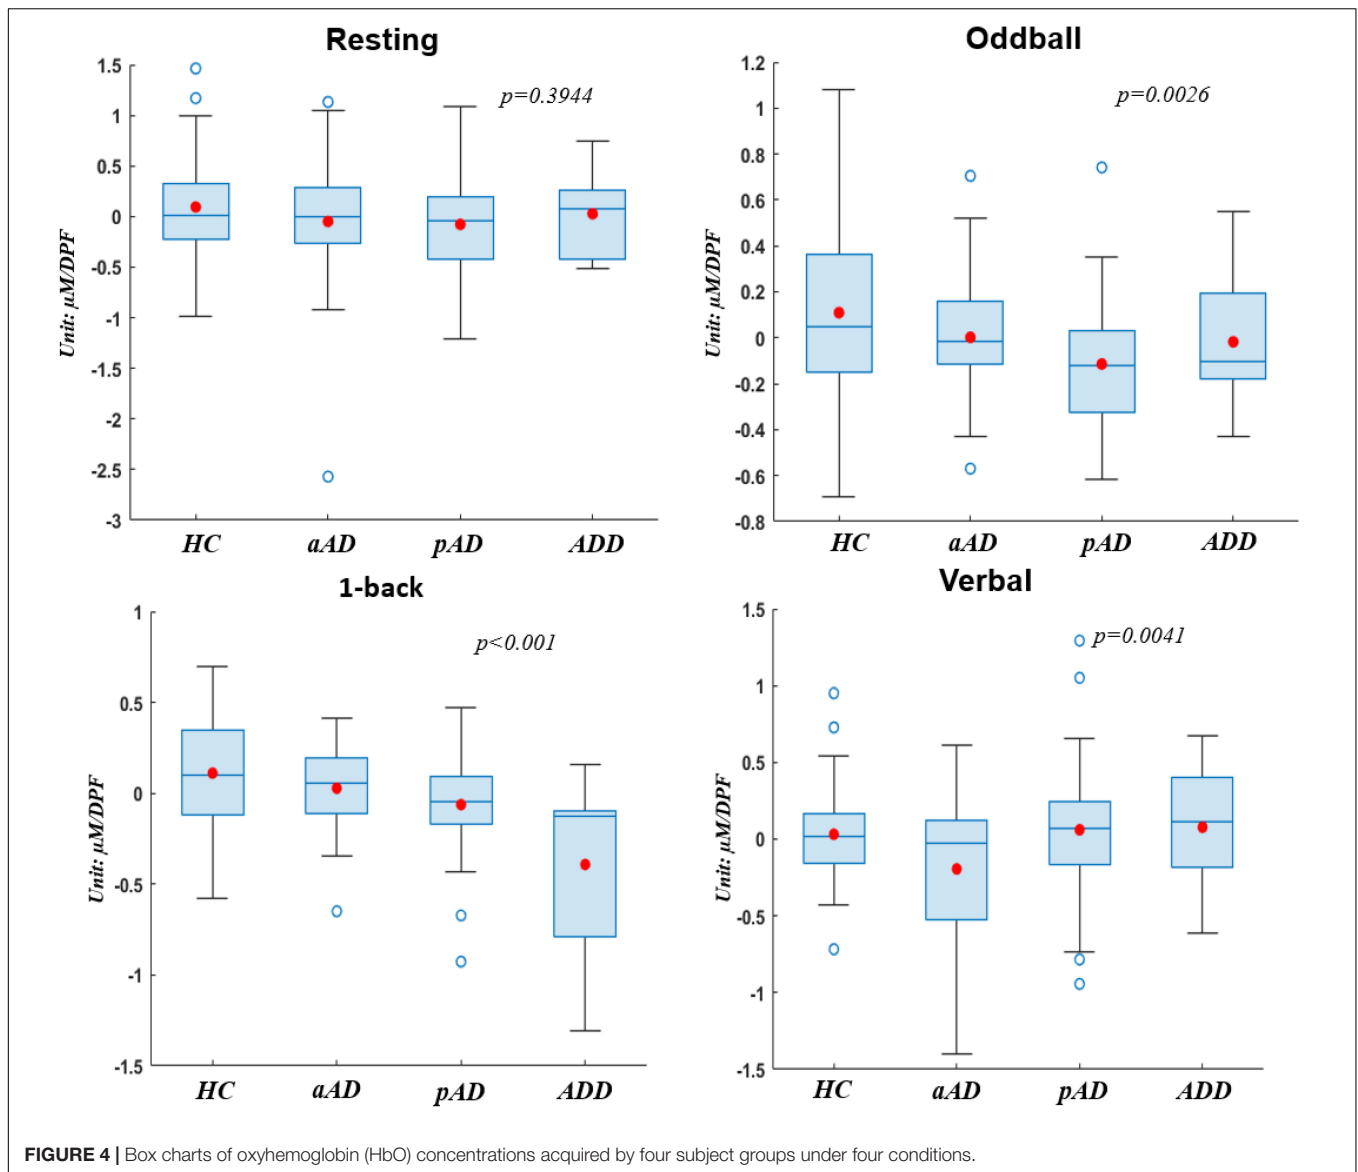 Resting
1.5
1
0.5
0
-0.5
-1
-1.5
-2
-2.5
-3
Unit: µM/DPF
p=0.3944
HC aAD pAD ADD
Oddball
1.2
1
0.8
0.6
0.4
0.2
0
-0.2
-0.4
-0.6
-0.8
Unit: µM/DPF
p=0.0026
HC aAD pAD ADD
1-back
1
0.5
0
-0.5
-1
-1.5
Unit: µM/DPF
p<0.001
HC aAD pAD ADD
Verbal
1.5
1
0.5
0
-0.5
-1
-1.5
Unit: µM/DPF
p=0.0041
HC aAD pAD ADD
FIGURE 4 | Box charts of oxyhemoglobin (HbO) concentrations acquired by four subject groups under four conditions.